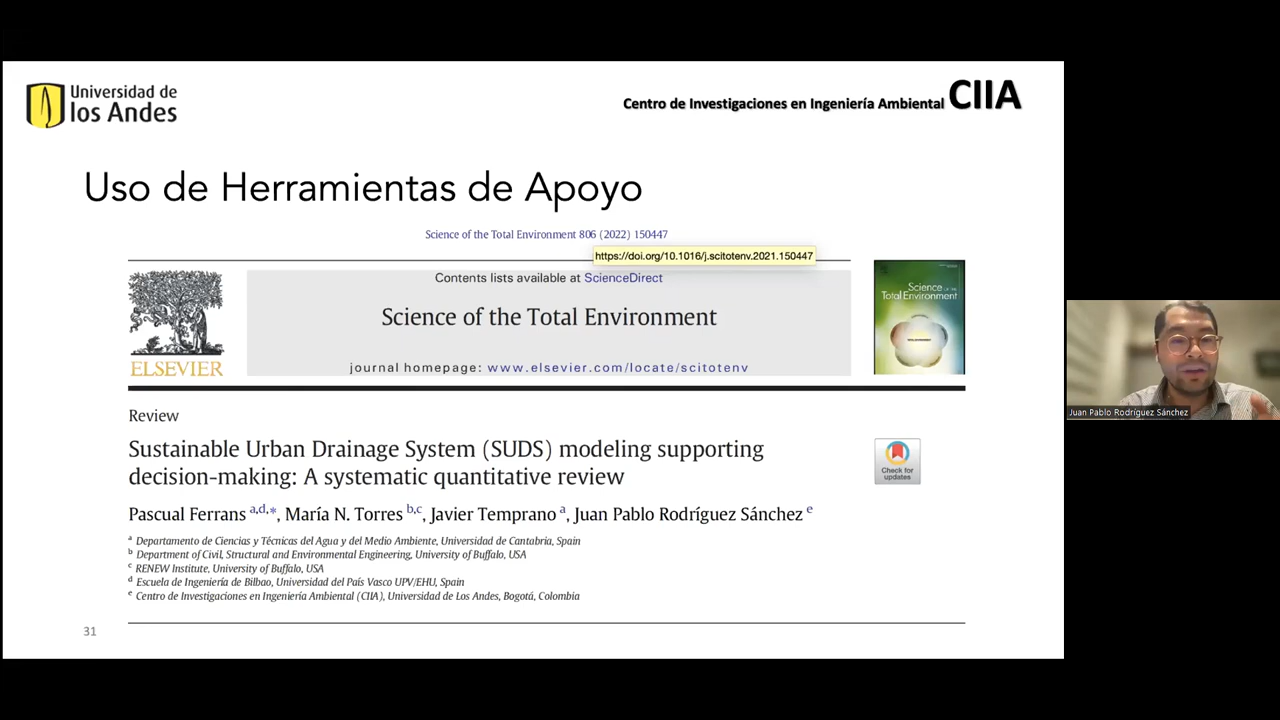 Universidad de
los Andes
Centro de Investigaciones en Ingeniería Ambiental CIIA
Uso de Herramientas de Apoyo
Science of the Total Environment 806 (2022) 150447
https://doi.org/10.1016/j.scitotenv.2021.150447
Contents lists available at ScienceDirect
Science of the Total Environment
journal homepage: www.elsevier.com/locate/scitotenv
ELSEVIER
Science OF THE
Total Environment
Review
Sustainable Urban Drainage System (SUDS) modeling supporting
decision-making: A systematic quantitative review
Check for
updates
Pascual Ferrans a,d,*, María N. Torres b,c, Javier Temprano a, Juan Pablo Rodríguez Sánchez e
a Departamento de Ciencias y Técnicas del Agua y del Medio Ambiente, Universidad de Cantabria, Spain
b Department of Civil, Structural and Environmental Engineering, University of Buffalo, USA
c RENEW Institute, University of Buffalo, USA
d Escuela de Ingeniería de Bilbao, Universidad del País Vasco UPV/EHU, Spain
e Centro de Investigaciones en Ingeniería Ambiental (CIIA), Universidad de Los Andes, Bogotá, Colombia
31
Juan Pablo Rodríguez Sánchez